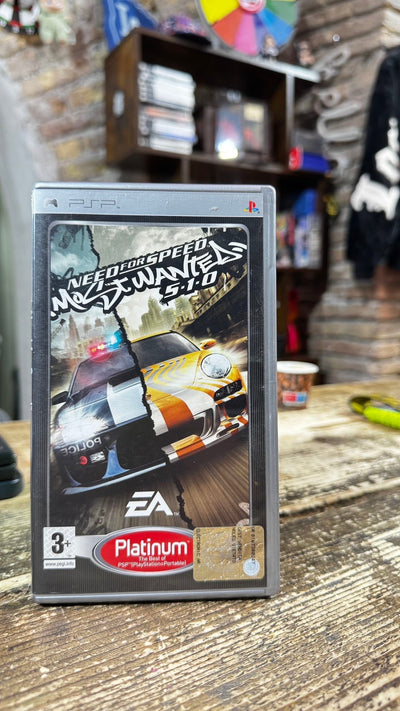 PSP
NEED FOR SPEED
MOST WANTED
5.1.0
POLICE
EA
3+
www.pegi.info
Platinum
The Best of
PSP™ (PlayStation®Portable)